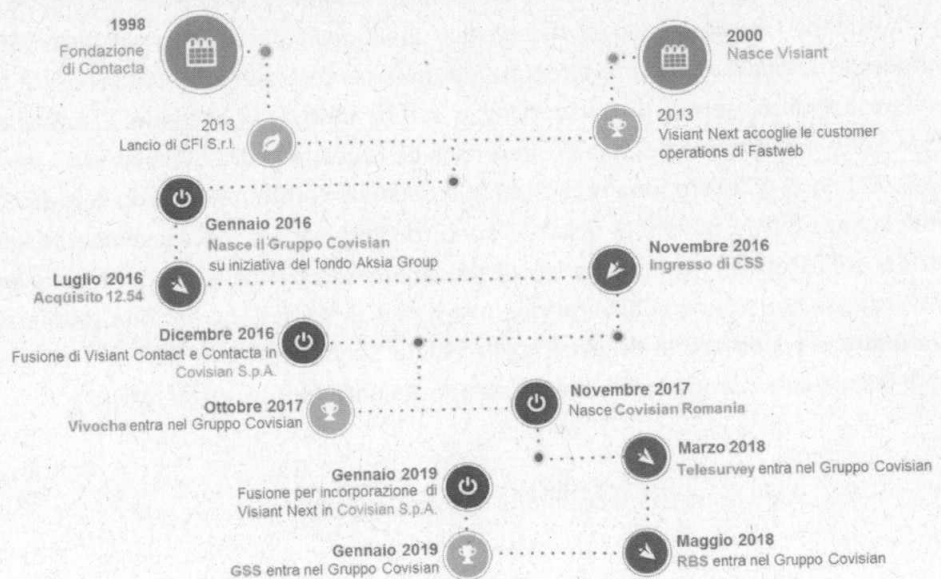 1998
Fondazione
di Contacta
2000
Nasce Visiant
2013
Lancio di CFI S.r.l.
2013
Visiant Next accoglie le customer
operations di Fastweb
Gennaio 2016
Nasce il Gruppo Covisian
su iniziativa del fondo Aksia Group
Luglio 2016
Acquisito 12.54
Novembre 2016
Ingresso di CSS
Dicembre 2016
Fusione di Visiant Contact e Contacta in
Covisian S.p.A.
Ottobre 2017
Vivocha entra nel Gruppo Covisian
Novembre 2017
Nasce Covisian Romania
Marzo 2018
Telesurvey entra nel Gruppo Covisian
Gennaio 2019
Fusione per incorporazione di
Visiant Next in Covisian S.p.A.
Gennaio 2019
GSS entra nel Gruppo Covisian
Maggio 2018
RBS entra nel Gruppo Covisian